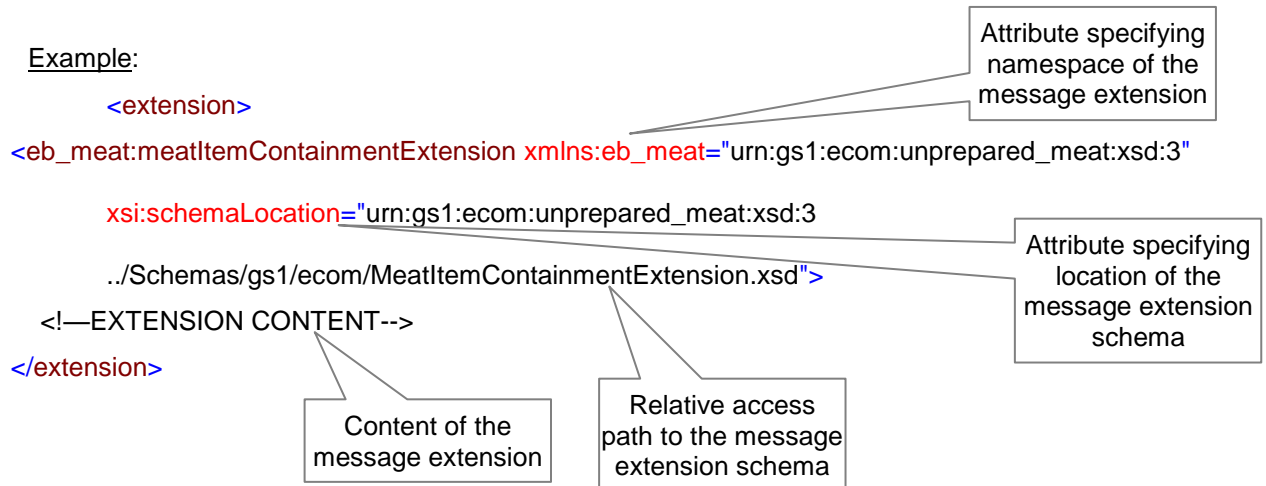 Attribute specifying
namespace of the
message extension
Example:
<extension>
<eb_meat:meatItemContainmentExtension xmlns:eb_meat="urn:gs1:ecom:unprepared_meat:xsd:3"
xsi:schemaLocation="urn:gs1:ecom:unprepared_meat:xsd:3
../Schemas/gs1/ecom/MeatItemContainmentExtension.xsd">
Attribute specifying
location of the
message extension
schema
<!—EXTENSION CONTENT-->
</extension>
Content of the
message extension
Relative access
path to the message
extension schema